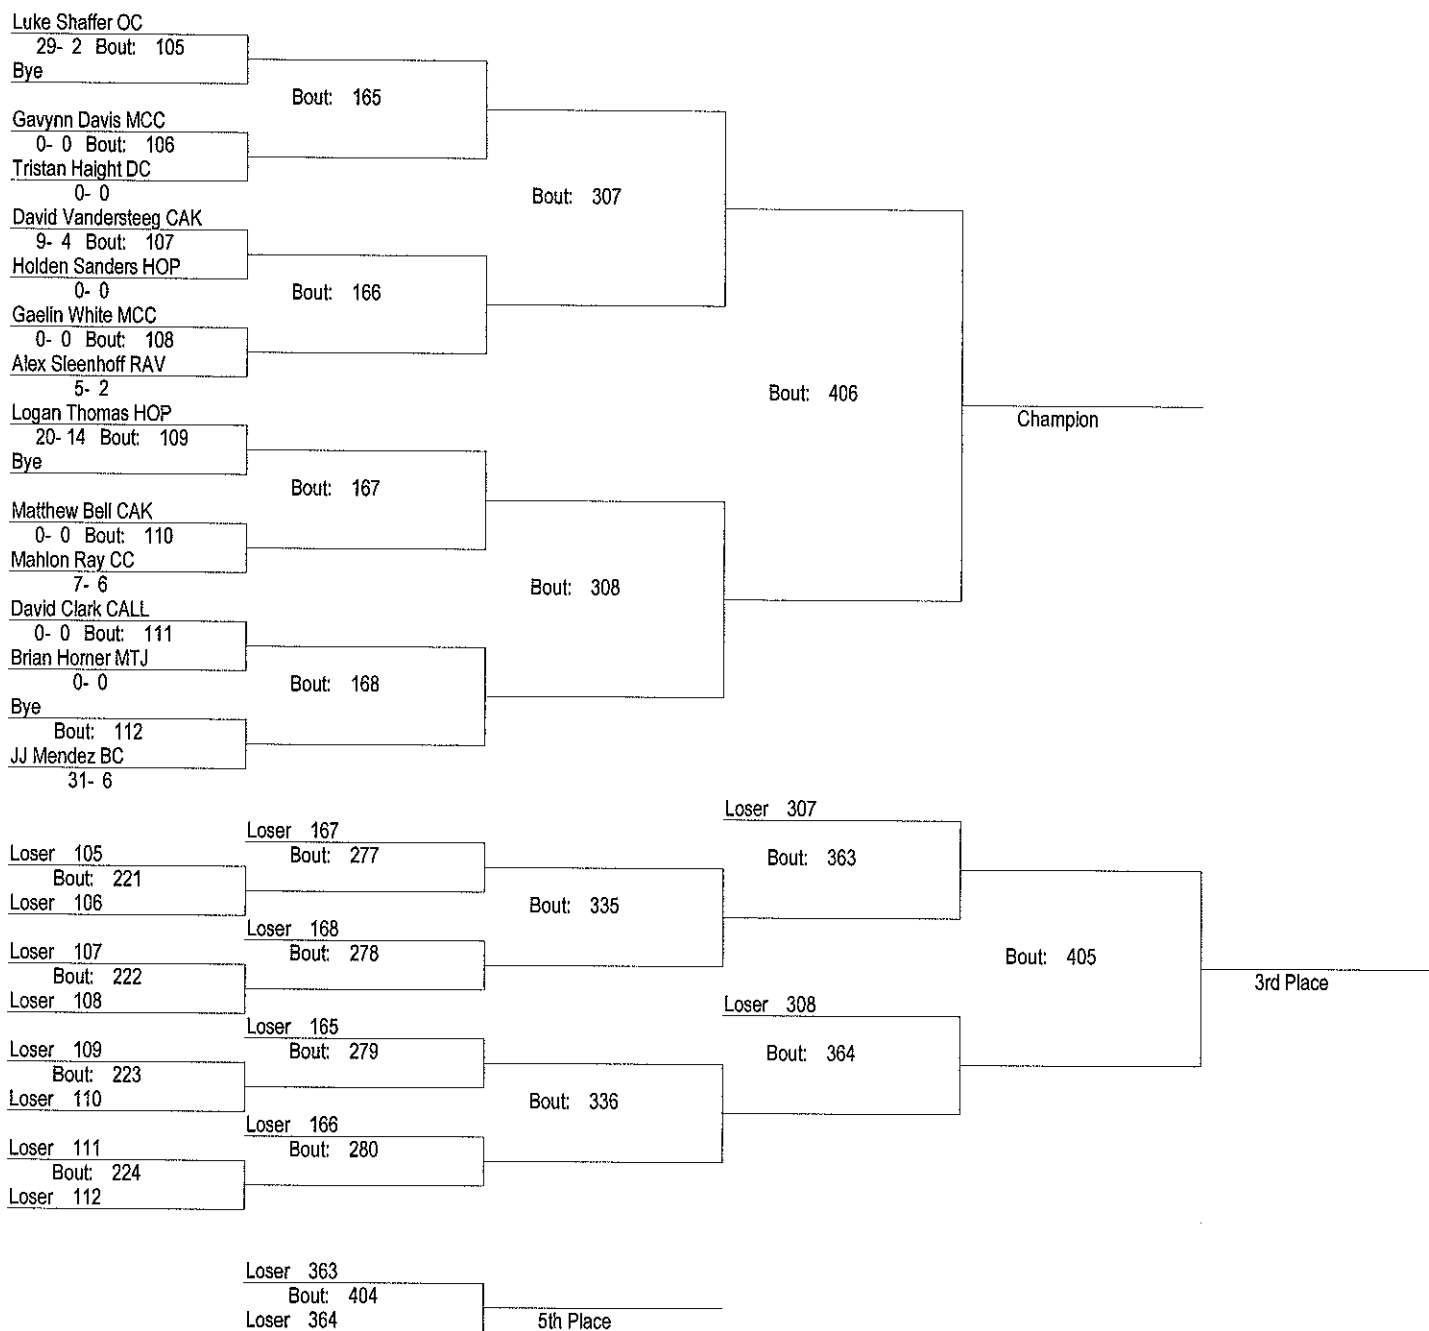 Luke Shaffer OC
29- 2 Bout: 105
Bye
Bout: 165
Gavynn Davis MCC
0- 0 Bout: 106
Tristan Haight DC
0- 0
Bout: 307
David Vandersteeg CAK
9- 4 Bout: 107
Holden Sanders HOP
0- 0
Bout: 166
Gaelin White MCC
0- 0 Bout: 108
Alex Sleenhoff RAV
5- 2
Bout: 406
Champion
Logan Thomas HOP
20- 14 Bout: 109
Bye
Bout: 167
Matthew Bell CAK
0- 0 Bout: 110
Mahlon Ray CC
7- 6
Bout: 308
David Clark CALL
0- 0 Bout: 111
Brian Horner MTJ
0- 0
Bout: 168
Bye
Bout: 112
JJ Mendez BC
31- 6
Loser 307
Loser 167
Bout: 277
Bout: 363
Loser 105
Bout: 221
Loser 106
Bout: 335
Loser 168
Bout: 278
Loser 107
Bout: 222
Loser 108
Bout: 405
3rd Place
Loser 308
Loser 165
Bout: 279
Bout: 364
Loser 109
Bout: 223
Loser 110
Bout: 336
Loser 166
Bout: 280
Loser 111
Bout: 224
Loser 112
Loser 363
Bout: 404
Loser 364
5th Place